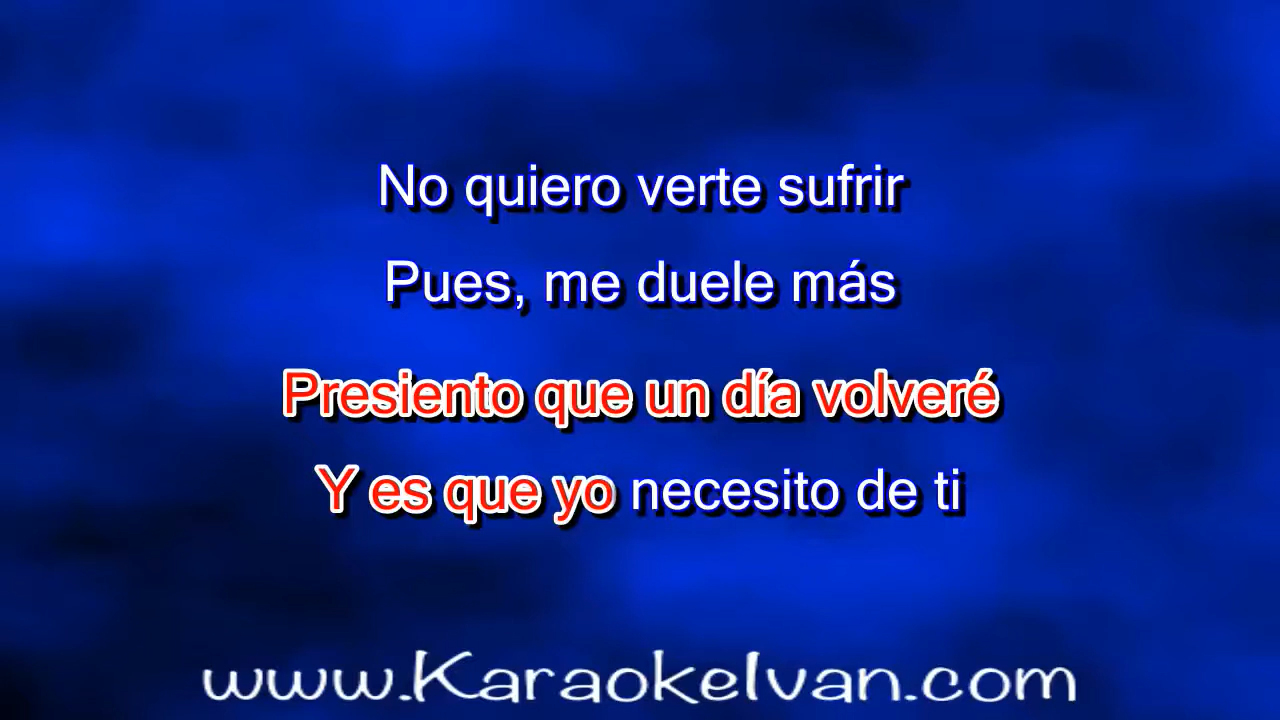 No quiero verte sufrir
Pues, me duele más
Presiento que un día volveré
Y es que yo necesito de ti
www.KaraokeIvan.com